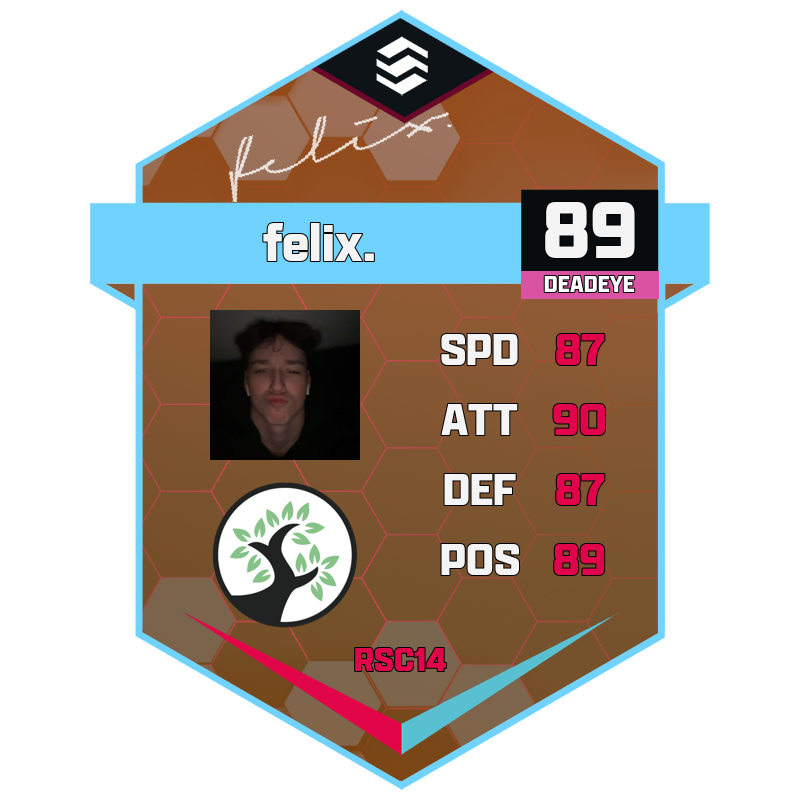 felix.
felix.
89
DEADEYE
SPD 87
ATT 90
DEF 87
POS 89
RSC14